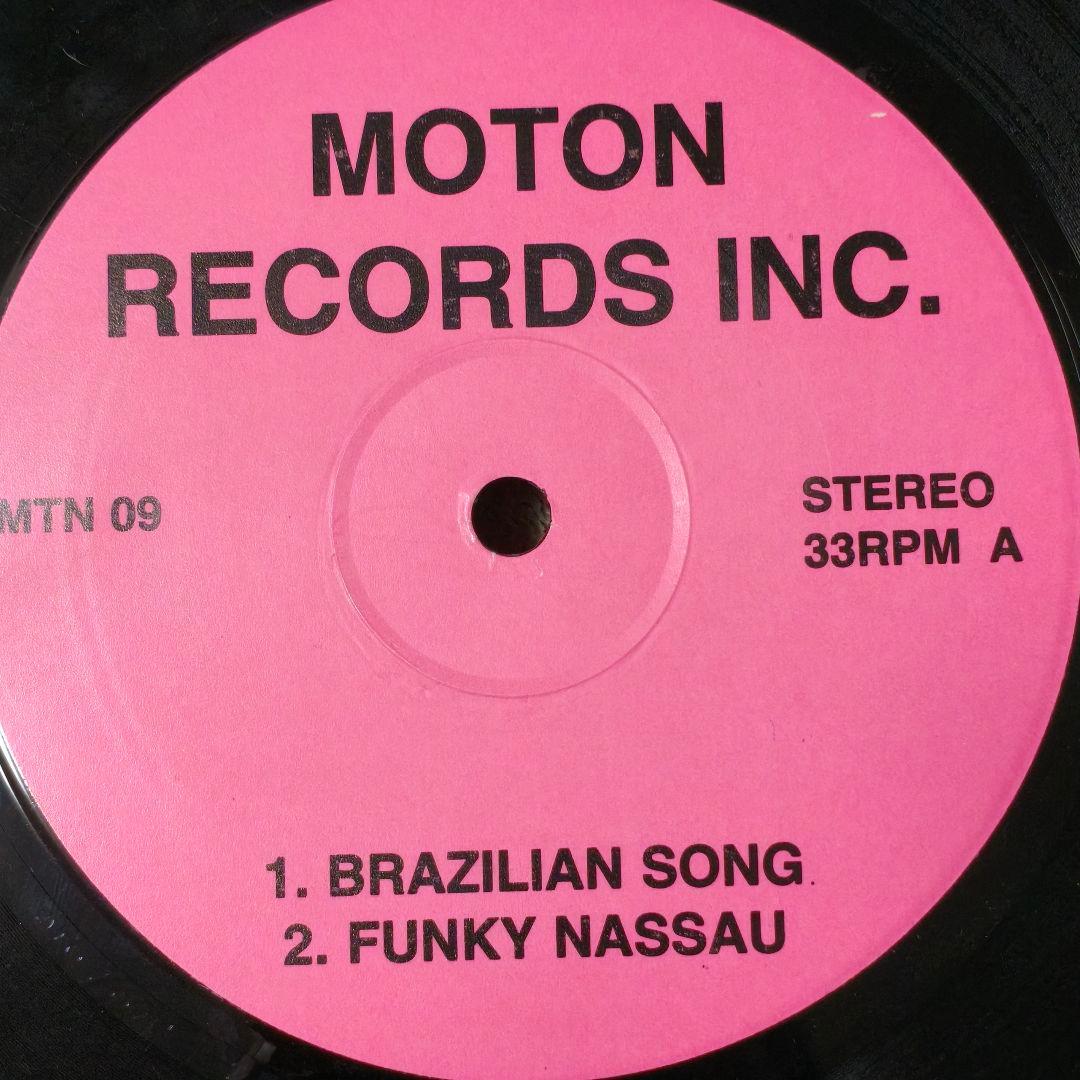 MOTON
RECORDS INC.
MTN 09
STEREO
33RPM A
1. BRAZILIAN SONG.
2. FUNKY NASSAU